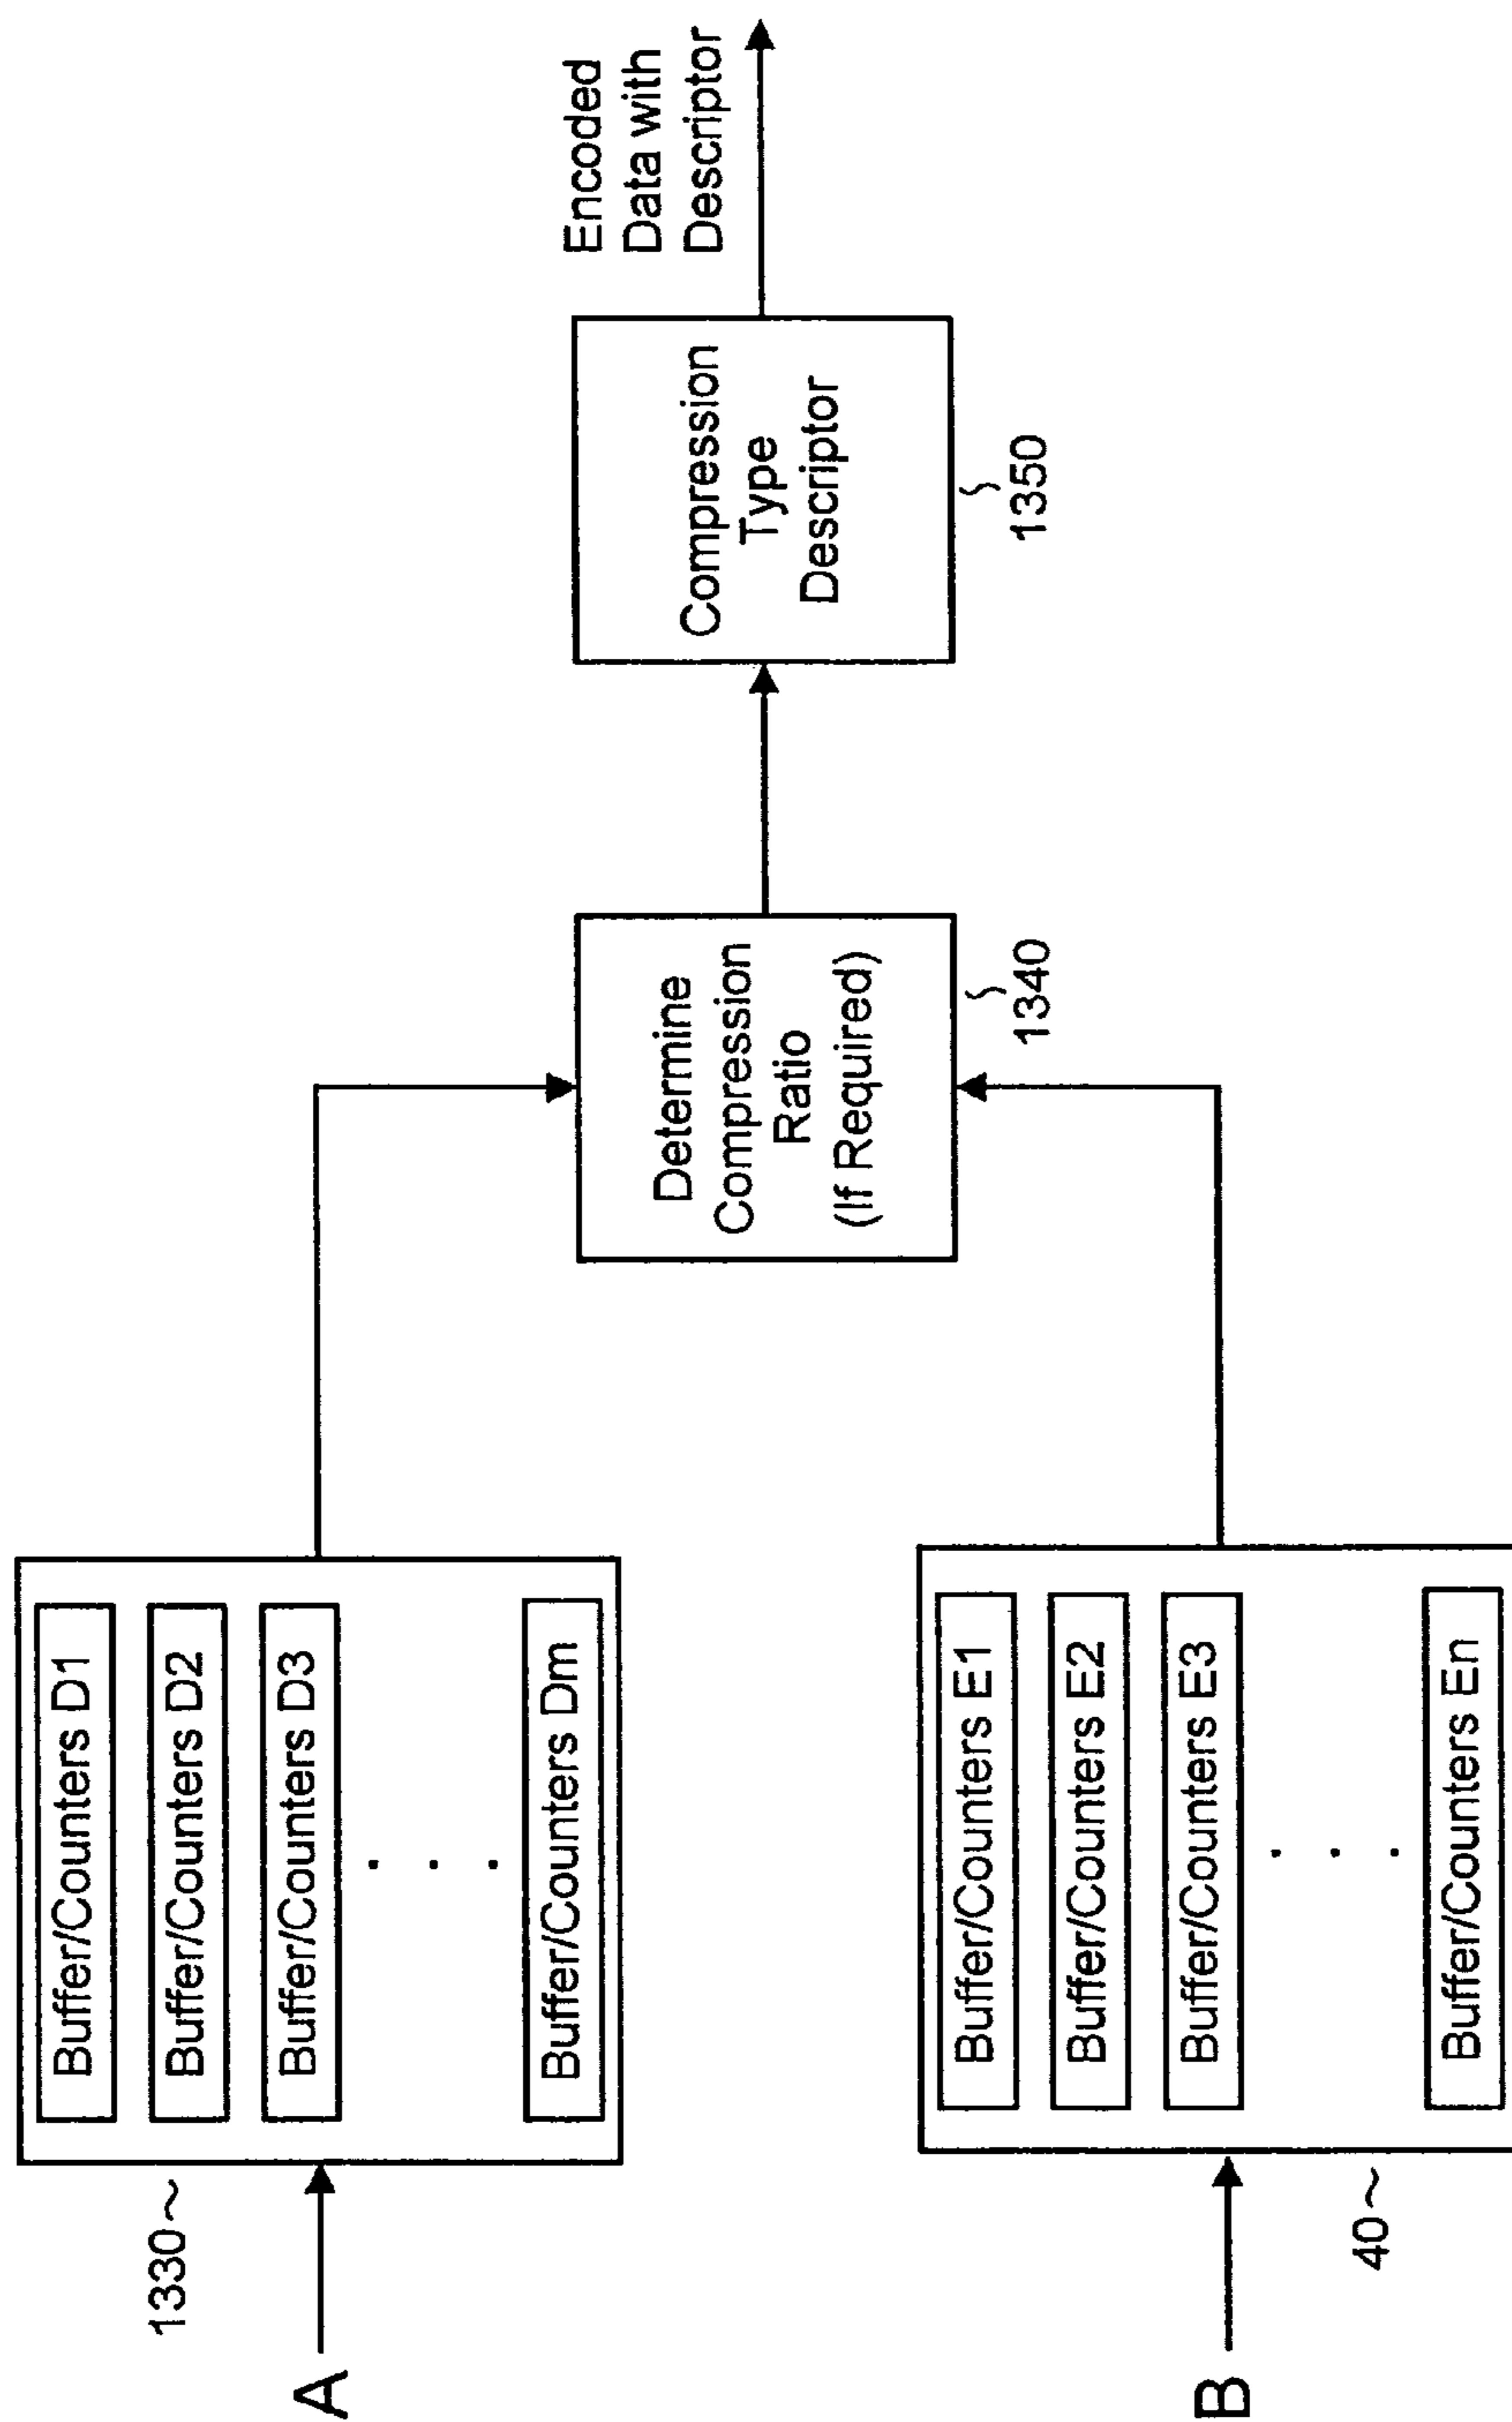 A
1330
Buffer/Counters D1
Buffer/Counters D2
Buffer/Counters D3
. . .
Buffer/Counters Dm
B
40
Buffer/Counters E1
Buffer/Counters E2
Buffer/Counters E3
. . .
Buffer/Counters En
Determine
Compression
Ratio
(If Required)
1340
Compression
Type
Descriptor
1350
Encoded
Data with
Descriptor